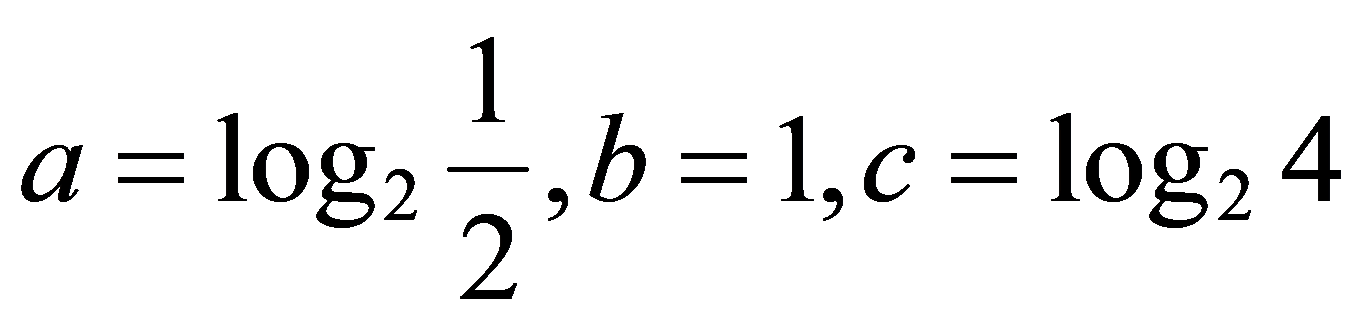 a = log₂ 1/2, b = 1, c = log₂ 4